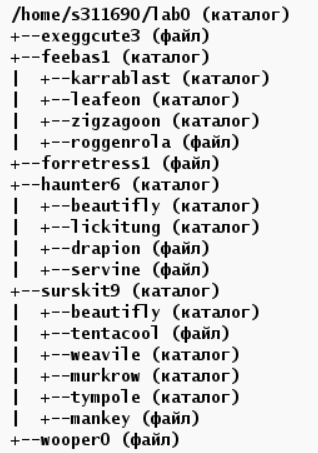 /home/s311690/lab0 (каталог)
+--exeggcute3 (файл)
+--feebas1 (каталог)
|  +--karrablast (каталог)
|  +--leafeon (каталог)
|  +--zigzagoon (каталог)
|  +--roggenrola (файл)
+--forretress1 (файл)
+--haunter6 (каталог)
|  +--beautifly (каталог)
|  +--lickitung (каталог)
|  +--drapion (файл)
|  +--servine (файл)
+--surskit9 (каталог)
|  +--beautifly (каталог)
|  +--tentacool (файл)
|  +--weavile (каталог)
|  +--murkrow (каталог)
|  +--tympole (каталог)
|  +--mankey (файл)
+--wooper0 (файл)